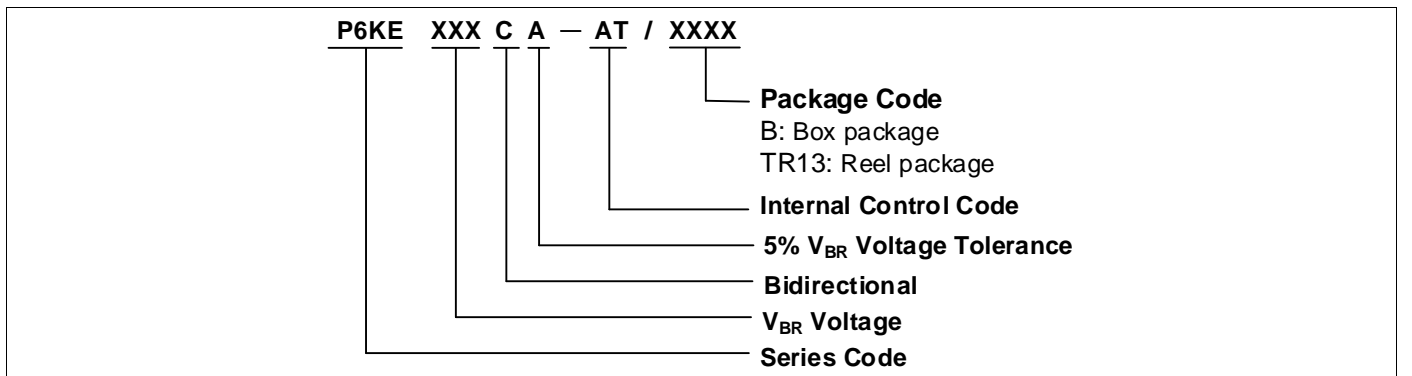 P6KE XXX C A — AT / XXXX
Package Code
B: Box package
TR13: Reel package
Internal Control Code
5% VBR Voltage Tolerance
Bidirectional
VBR Voltage
Series Code